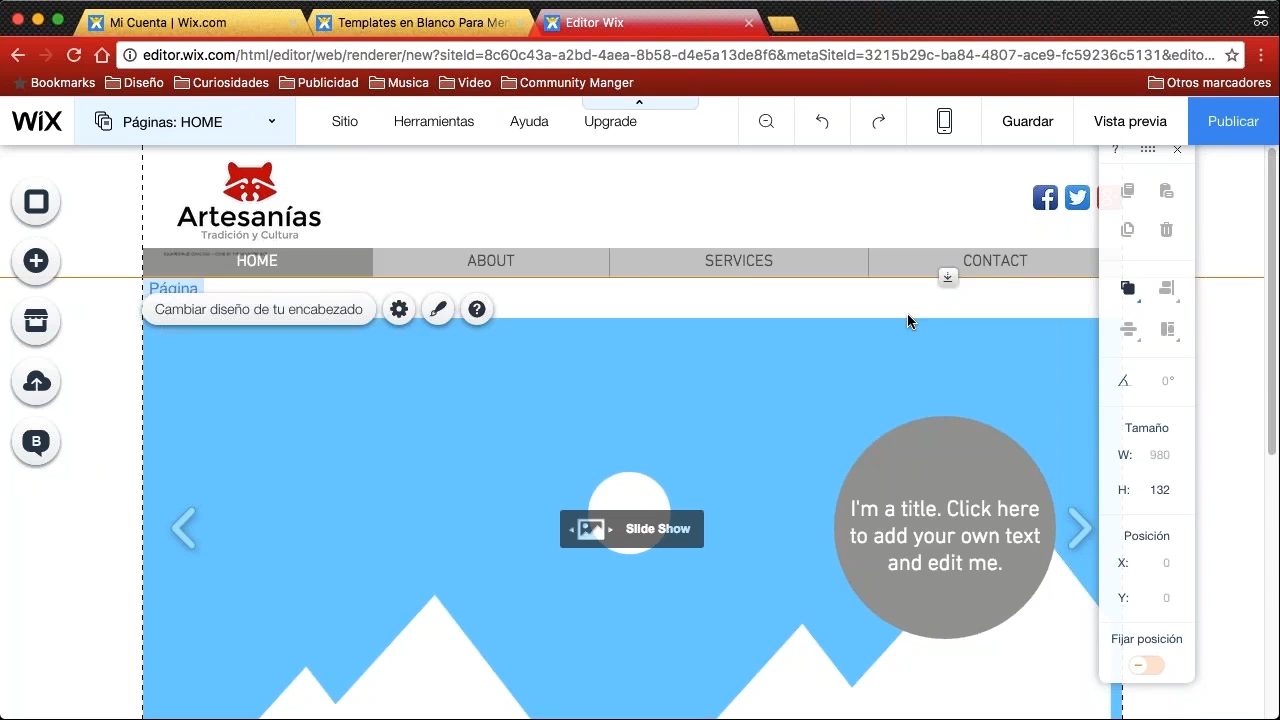 Mi Cuenta | Wix.com
Templates en Blanco Para Mer
Editor Wix
editor.wix.com/html/editor/web/renderer/new?siteId=8c60c43a-a2bd-4aea-8b58-d4e5a13de8f6&metaSiteId=3215b29c-ba84-4807-ace9-fc59236c5131&edito...
Bookmarks Diseño Curiosidades Publicidad Musica Video Community Manger Otros marcadores
WiX Páginas: HOME Sitio Herramientas Ayuda Upgrade Guardar Vista previa Publicar
Artesanías
Tradición y Cultura
HOME ABOUT SERVICES CONTACT
Página
Cambiar diseño de tu encabezado
0°
Tamaño
W: 980
H: 132
Posición
X: 0
Y: 0
Fijar posición
B
Slide Show
I'm a title. Click here
to add your own text
and edit me.